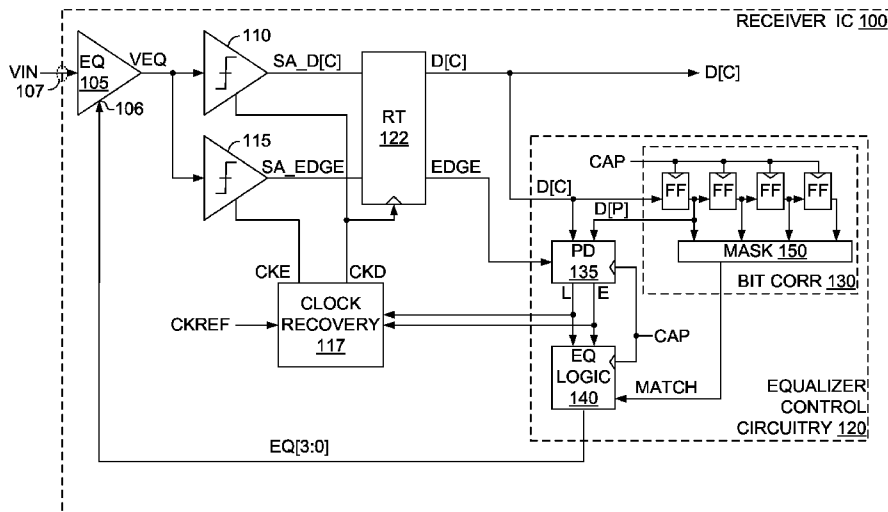 RECEIVER IC 100
VIN
107
EQ
105
106
VEQ
110
SA_D[C]
D[C]
D[C]
115
SA_EDGE
RT
122
EDGE
CAP
FF
FF
FF
FF
D[C]
D[P]
MASK 150
BIT CORR 130
PD
135
L
E
CKE
CKD
CKREF
CLOCK
RECOVERY
117
CAP
EQ
LOGIC
140
MATCH
EQUALIZER
CONTROL
CIRCUITRY 120
EQ[3:0]